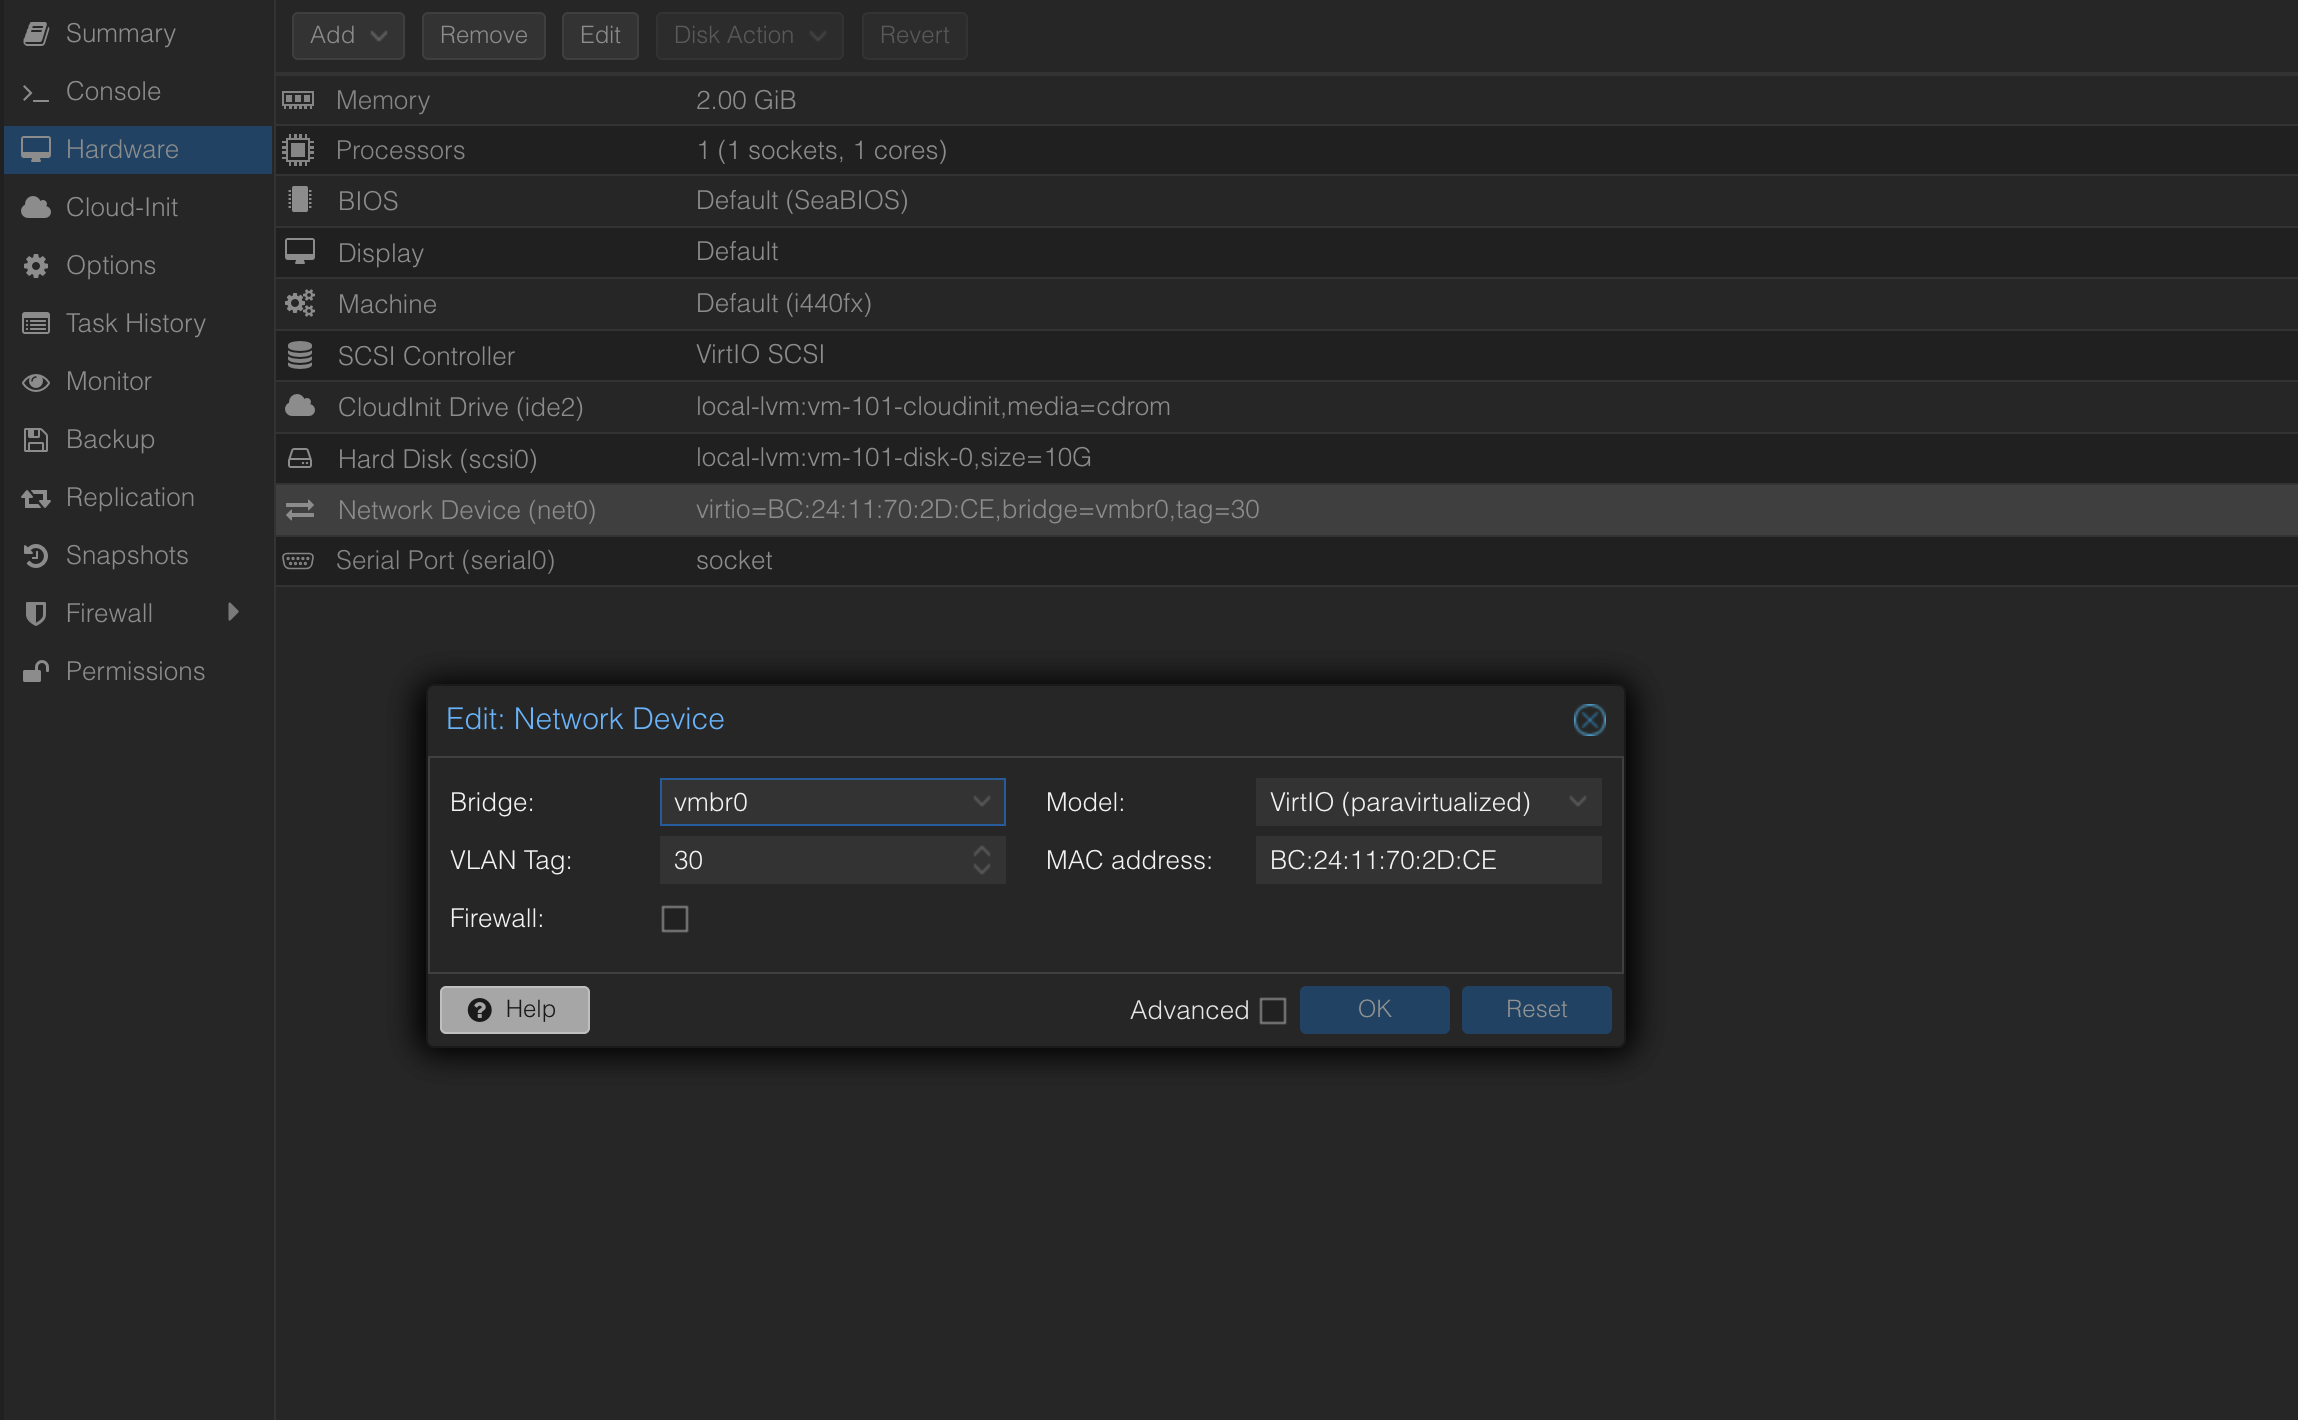 Summary
Console
Hardware
Cloud-Init
Options
Task History
Monitor
Backup
Replication
Snapshots
Firewall
Permissions
Add Remove Edit Disk Action Revert
Memory 2.00 GiB
Processors 1 (1 sockets, 1 cores)
BIOS Default (SeaBIOS)
Display Default
Machine Default (i440fx)
SCSI Controller VirtIO SCSI
CloudInit Drive (ide2) local-lvm:vm-101-cloudinit,media=cdrom
Hard Disk (scsi0) local-lvm:vm-101-disk-0,size=10G
Network Device (net0) virtio=BC:24:11:70:2D:CE,bridge=vmbr0,tag=30
Serial Port (serial0) socket
Edit: Network Device
Bridge: vmbr0 Model: VirtIO (paravirtualized)
VLAN Tag: 30 MAC address: BC:24:11:70:2D:CE
Firewall:
Help Advanced OK Reset